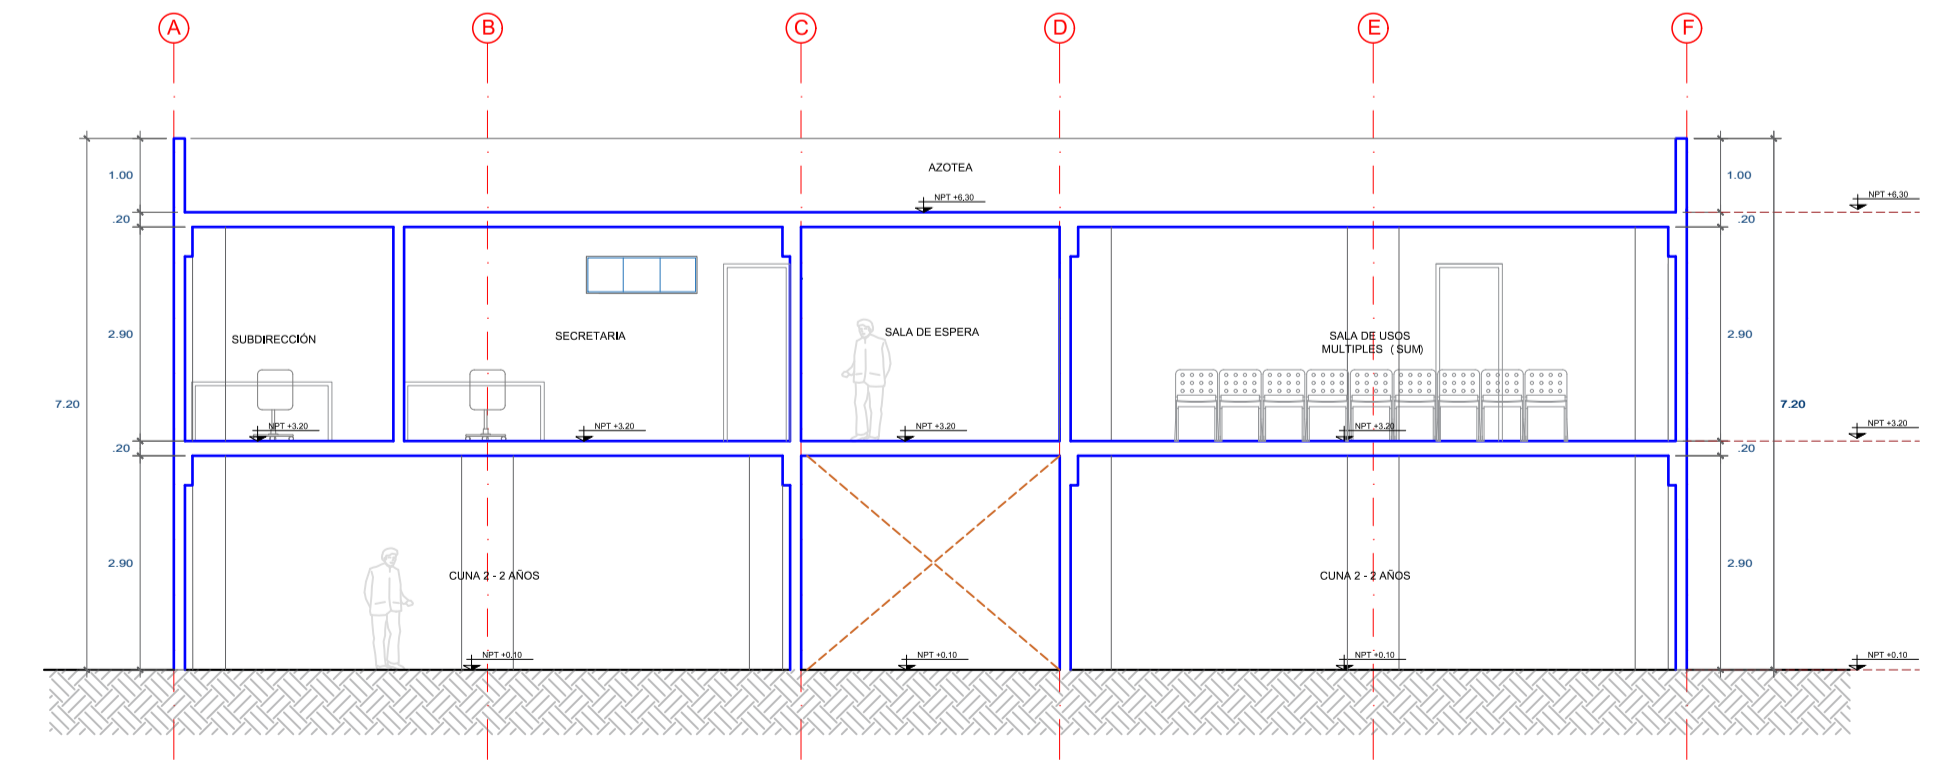 A B C D E F
AZOTEA
1.00 1.00
NPT +6.30 NPT +6.30
.20 .20
2.90 SUBDIRECCIÓN SECRETARIA SALA DE ESPERA SALA DE USOS 2.90
MULTIPLES (SUM)
7.20 7.20
NPT +3.20 NPT +3.20 NPT +3.20 NPT +3.20 NPT +3.20
.20 .20
2.90 2.90
CUNA 2 - 2 AÑOS CUNA 2 - 2 AÑOS
NPT +0.10 NPT +0.10 NPT +0.10 NPT +0.10